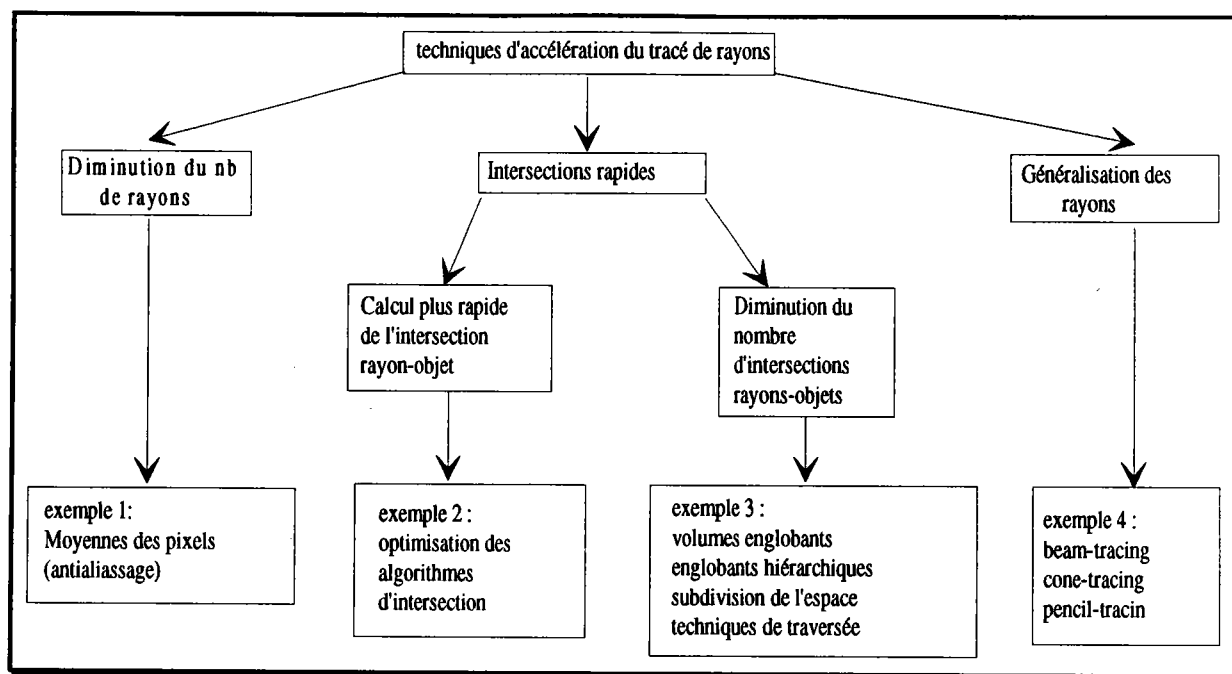 techniques d'accélération du tracé de rayons
Diminution du nb
de rayons
Intersections rapides
Généralisation des
rayons
Calcul plus rapide
de l'intersection
rayon-objet
Diminution du
nombre
d'intersections
rayons-objets
exemple 1:
Moyennes des pixels
(antialiassage)
exemple 2 :
optimisation des
algorithmes
d'intersection
exemple 3 :
volumes englobants
englobants hiérarchiques
subdivision de l'espace
techniques de traversée
exemple 4 :
beam-tracing
cone-tracing
pencil-tracin